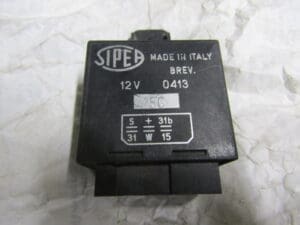 SIPEA MADE IN ITALY
BREV.
12 V 0413
S + 31b
31 W 15